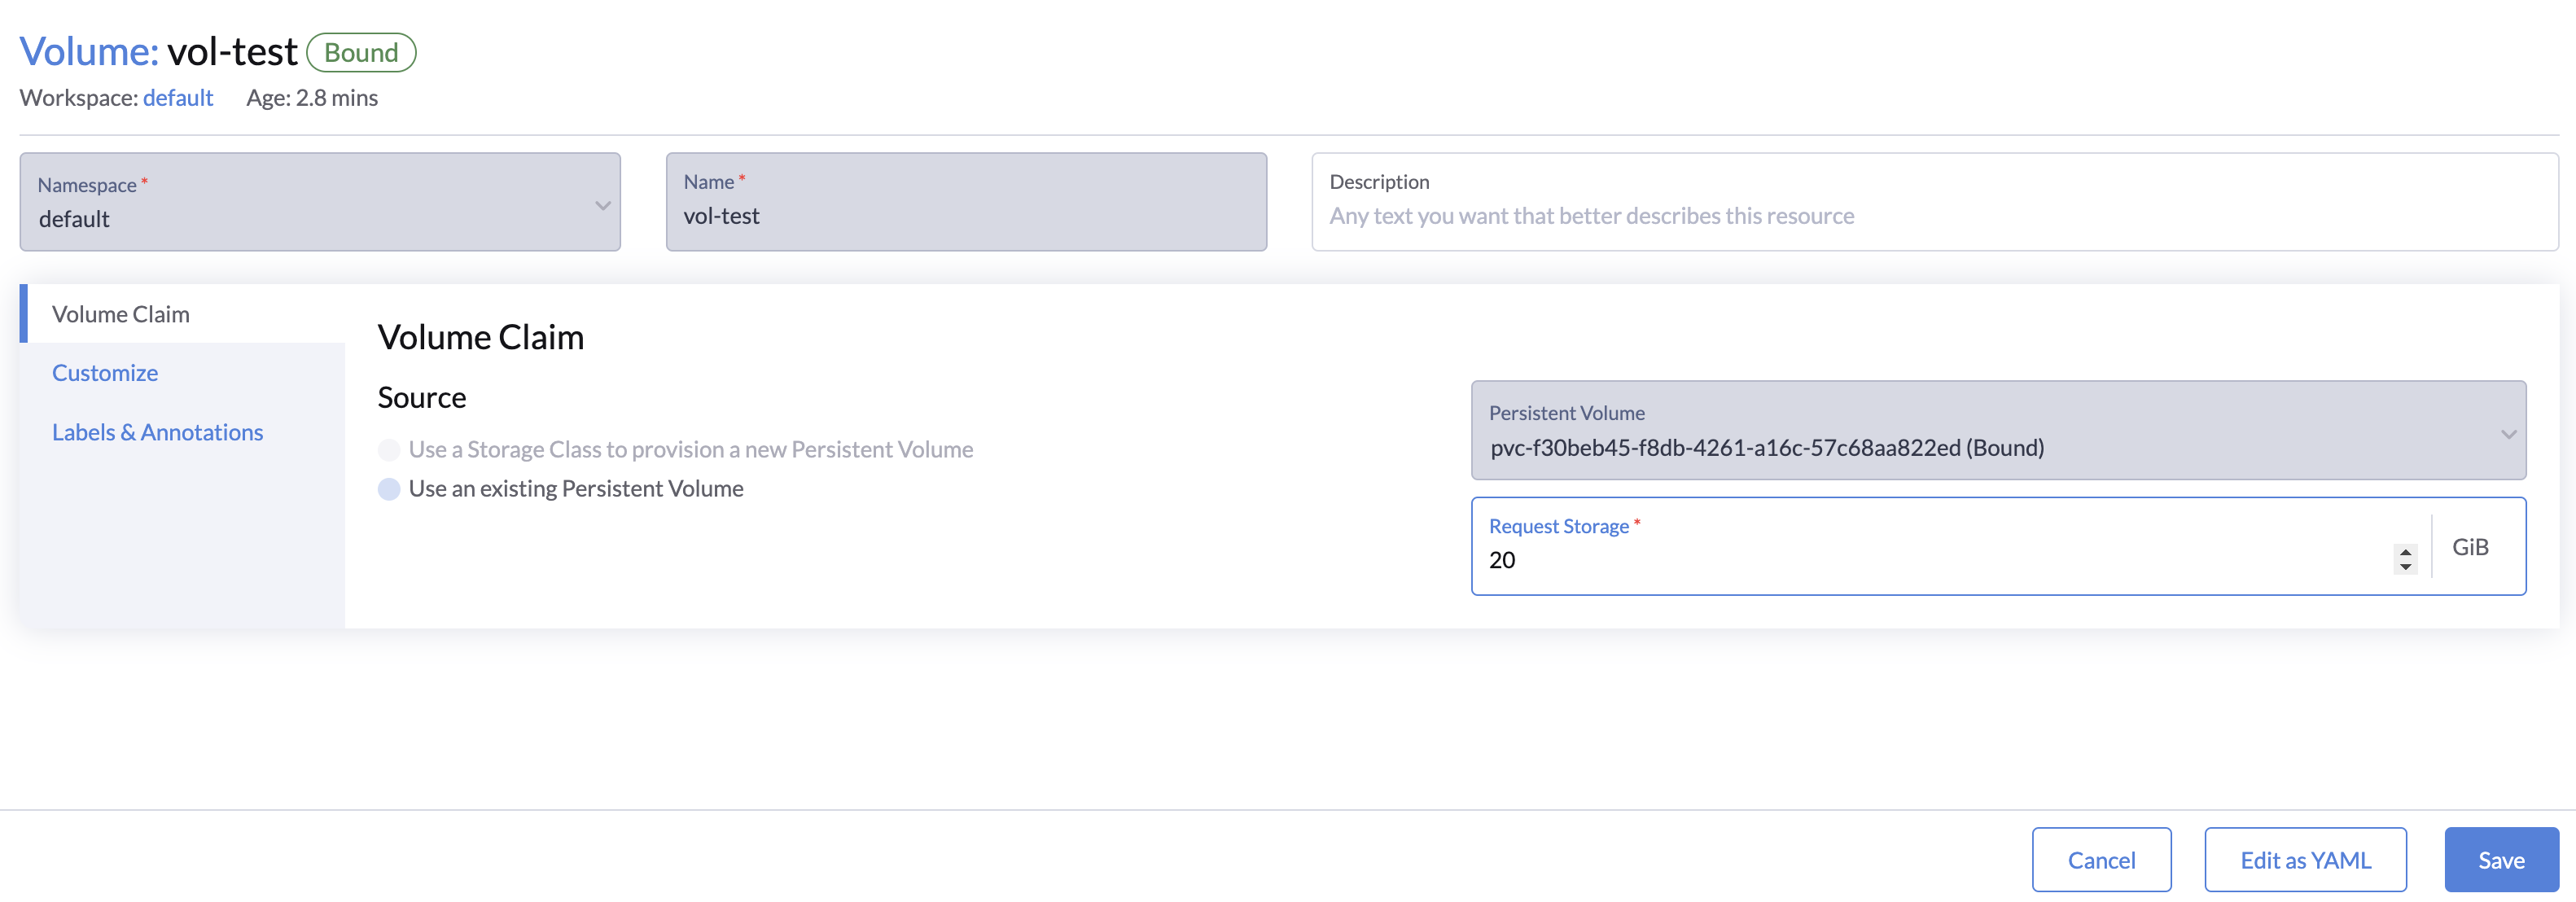 Volume: vol-test Bound
Workspace: default Age: 2.8 mins
Namespace *
default
Name *
vol-test
Description
Any text you want that better describes this resource
Volume Claim
Customize
Labels & Annotations
Volume Claim
Source
Use a Storage Class to provision a new Persistent Volume
Use an existing Persistent Volume
Persistent Volume
pvc-f30beb45-f8db-4261-a16c-57c68aa822ed (Bound)
Request Storage *
20
GiB
Cancel
Edit as YAML
Save